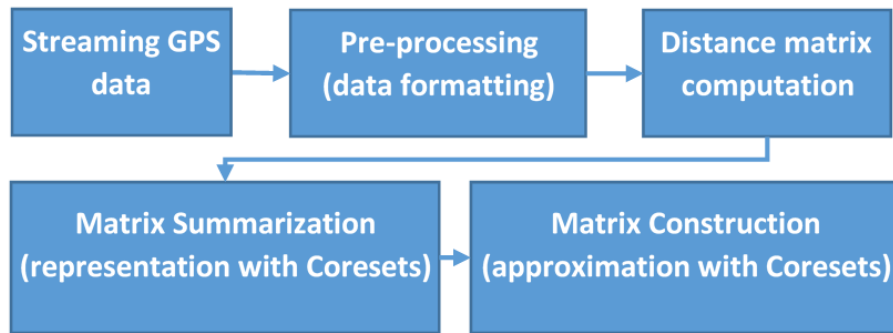 Streaming GPS
data
Pre-processing
(data formatting)
Distance matrix
computation
Matrix Summarization
(representation with Coresets)
Matrix Construction
(approximation with Coresets)